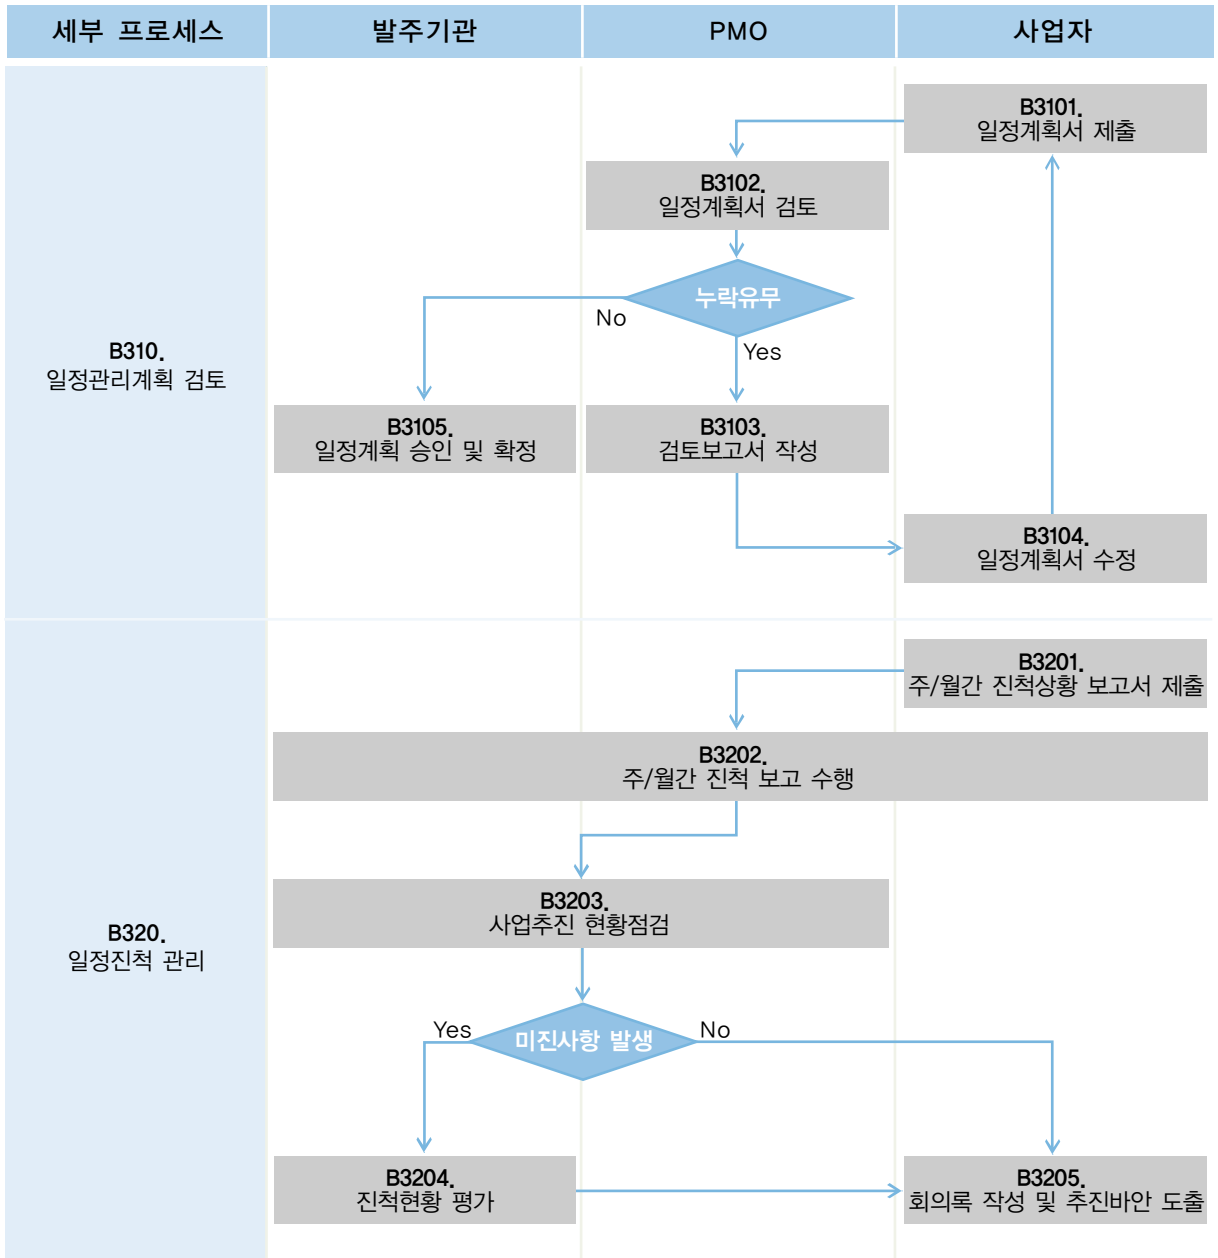 세부 프로세스
발주기관
PMO
사업자
B310.
일정관리계획 검토
B3101.
일정계획서 제출
B3102.
일정계획서 검토
누락유무
No
Yes
B3105.
일정계획 승인 및 확정
B3103.
검토보고서 작성
B3104.
일정계획서 수정
B320.
일정진척 관리
B3201.
주/월간 진척상황 보고서 제출
B3202.
주/월간 진척 보고 수행
B3203.
사업추진 현황점검
미진사항 발생
Yes
No
B3204.
진척현황 평가
B3205.
회의록 작성 및 추진바안 도출